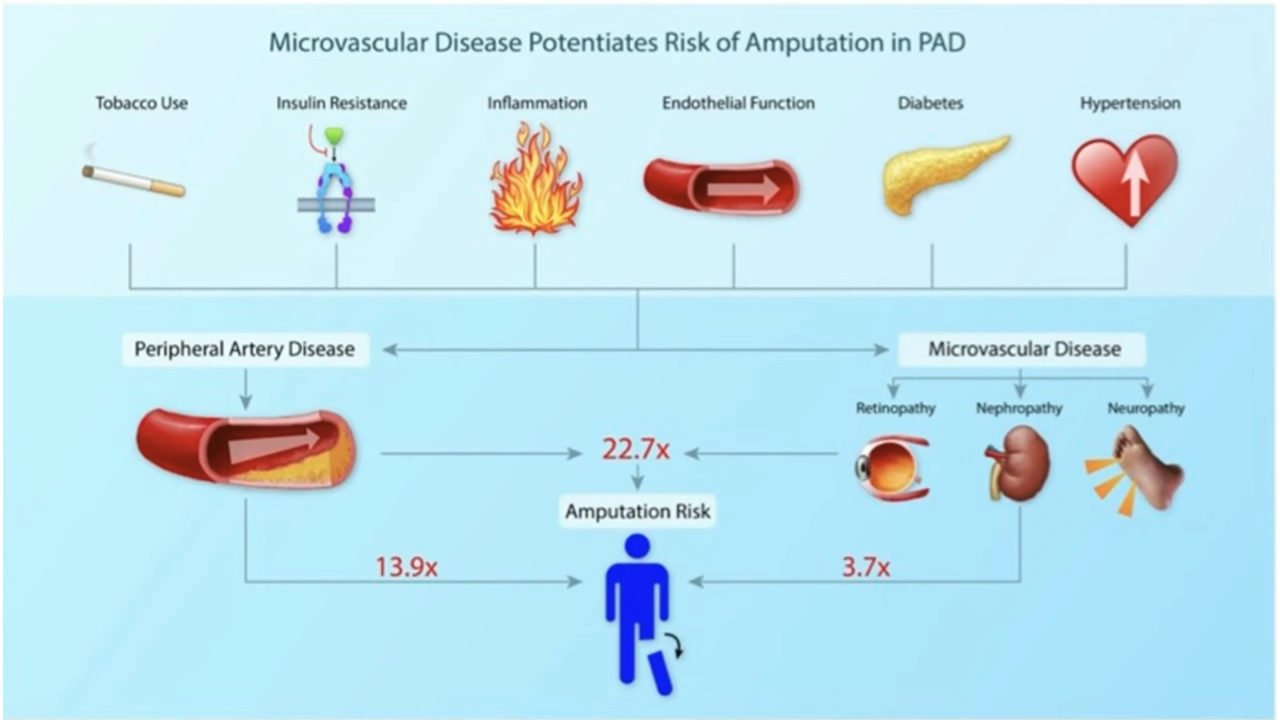 Microvascular Disease Potentiates Risk of Amputation in PAD
Tobacco Use
Insulin Resistance
Inflammation
Endothelial Function
Diabetes
Hypertension
Peripheral Artery Disease
Microvascular Disease
Retinopathy
Nephropathy
Neuropathy
22.7x
Amputation Risk
13.9x
3.7x